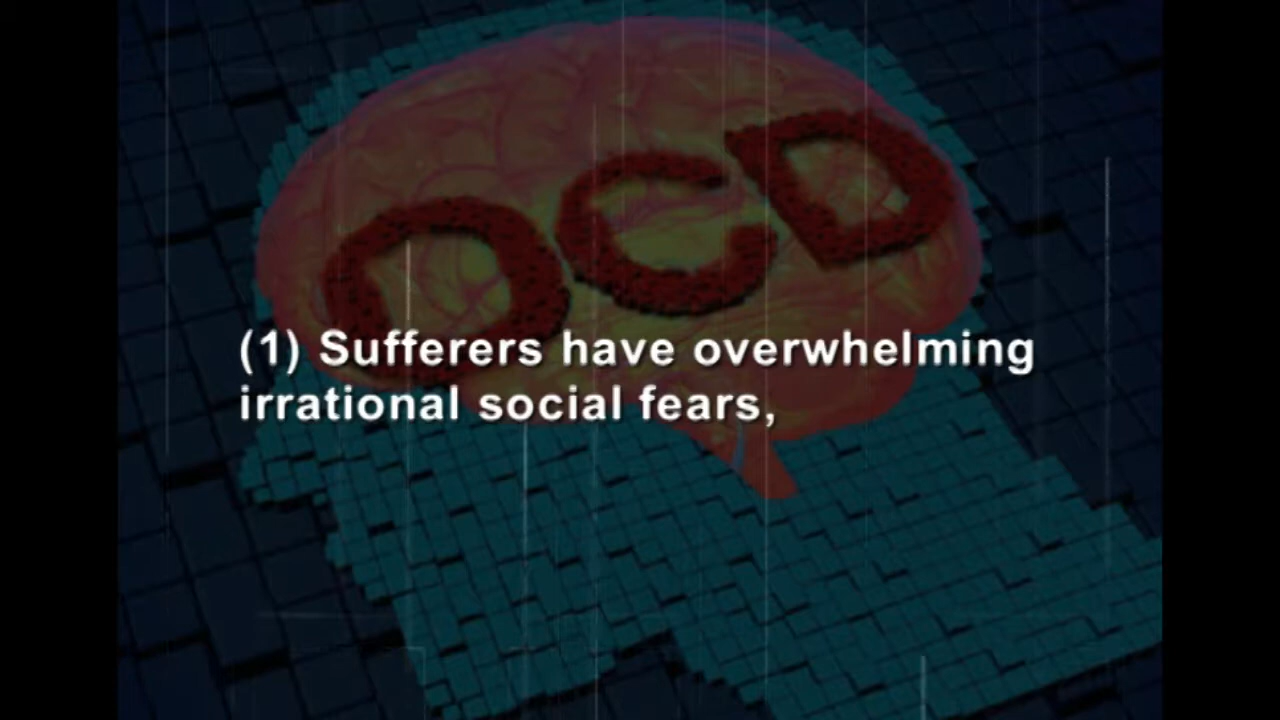 OCD
(1) Sufferers have overwhelming
irrational social fears,